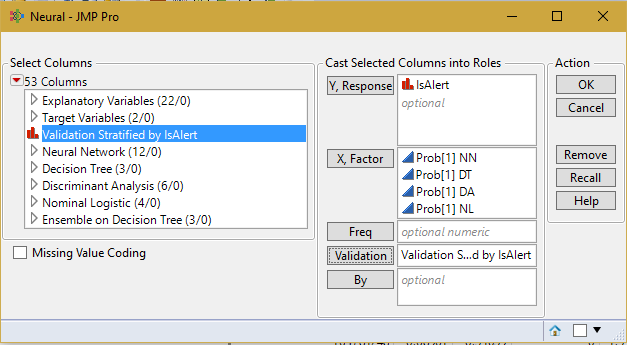 Neural - JMP Pro
Select Columns
53 Columns
Explanatory Variables (22/0)
Target Variables (2/0)
Validation Stratified by IsAlert
Neural Network (12/0)
Decision Tree (3/0)
Discriminant Analysis (6/0)
Nominal Logistic (4/0)
Ensemble on Decision Tree (3/0)
Missing Value Coding
Cast Selected Columns into Roles
Y, Response
IsAlert
optional
X, Factor
Prob[1] NN
Prob[1] DT
Prob[1] DA
Prob[1] NL
Freq
optional numeric
Validation
Validation S...d by IsAlert
By
optional
Action
OK
Cancel
Remove
Recall
Help